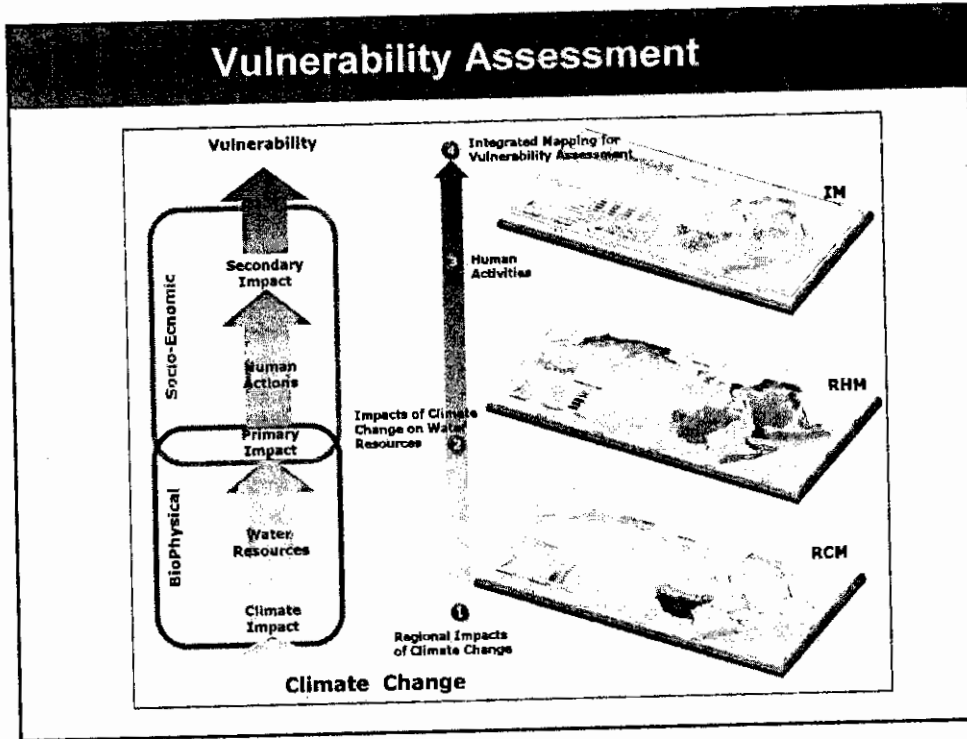 Vulnerability Assessment
Vulnerability
Secondary
Impact
Human
Actions
Primary
Impact
Water
Resources
Climate
Impact
Socio-Ecnomic
BioPhysical
Climate Change
4 Integrated Mapping for
Vulnerability Assessment
3 Human
Activities
Impacts of Climate
Change on Water
Resources 2
1
Regional Impacts
of Climate Change
IM
RHM
RCM